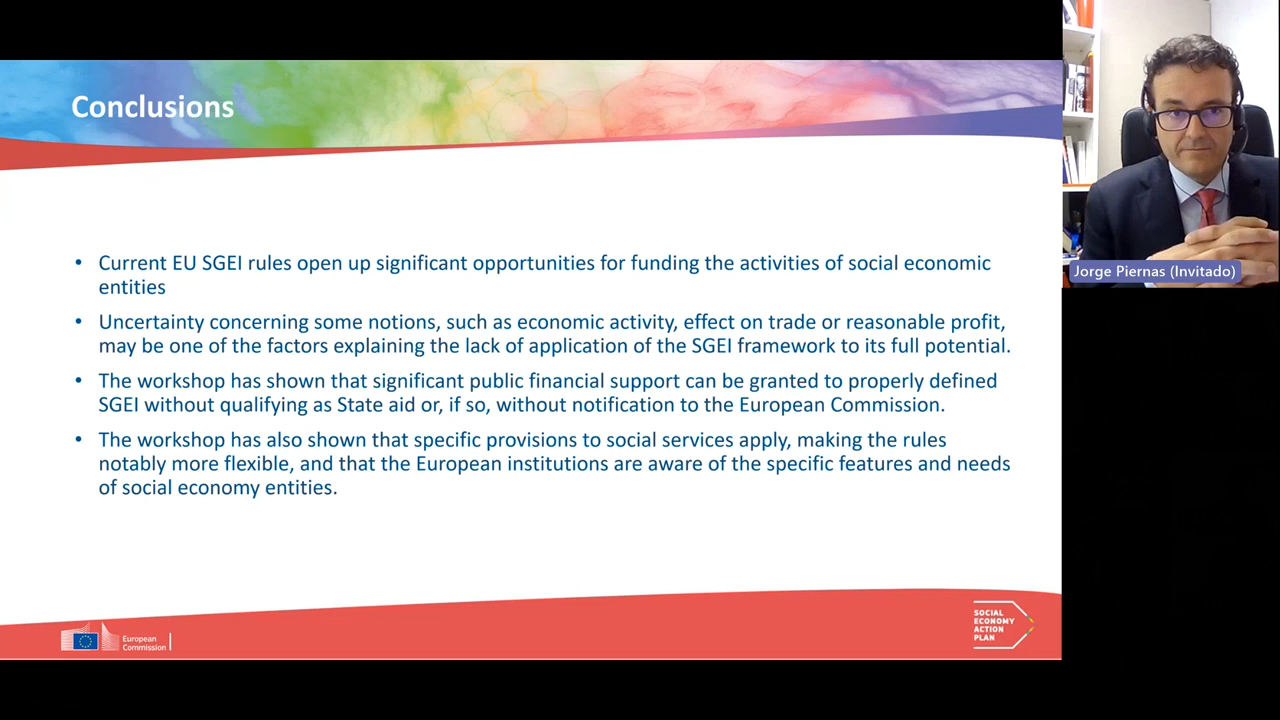 Conclusions
• Current EU SGEI rules open up significant opportunities for funding the activities of social economic
entities
• Uncertainty concerning some notions, such as economic activity, effect on trade or reasonable profit,
may be one of the factors explaining the lack of application of the SGEI framework to its full potential.
• The workshop has shown that significant public financial support can be granted to properly defined
SGEI without qualifying as State aid or, if so, without notification to the European Commission.
• The workshop has also shown that specific provisions to social services apply, making the rules
notably more flexible, and that the European institutions are aware of the specific features and needs
of social economy entities.
European
Commission
SOCIAL
ECONOMY
ACTION
PLAN
Jorge Piernas (Invitado)